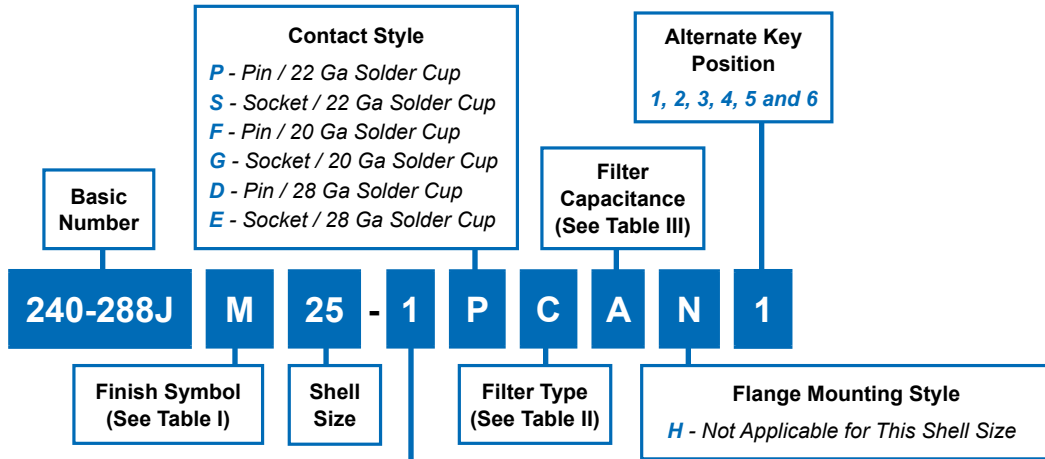 Contact Style
P - Pin / 22 Ga Solder Cup
S - Socket / 22 Ga Solder Cup
F - Pin / 20 Ga Solder Cup
G - Socket / 20 Ga Solder Cup
D - Pin / 28 Ga Solder Cup
E - Socket / 28 Ga Solder Cup
Alternate Key
Position
1, 2, 3, 4, 5 and 6
Basic
Number
Filter
Capacitance
(See Table III)
240-288J M 25 - 1 P C A N 1
Finish Symbol
(See Table I)
Shell
Size
Filter Type
(See Table II)
Flange Mounting Style
H - Not Applicable for This Shell Size